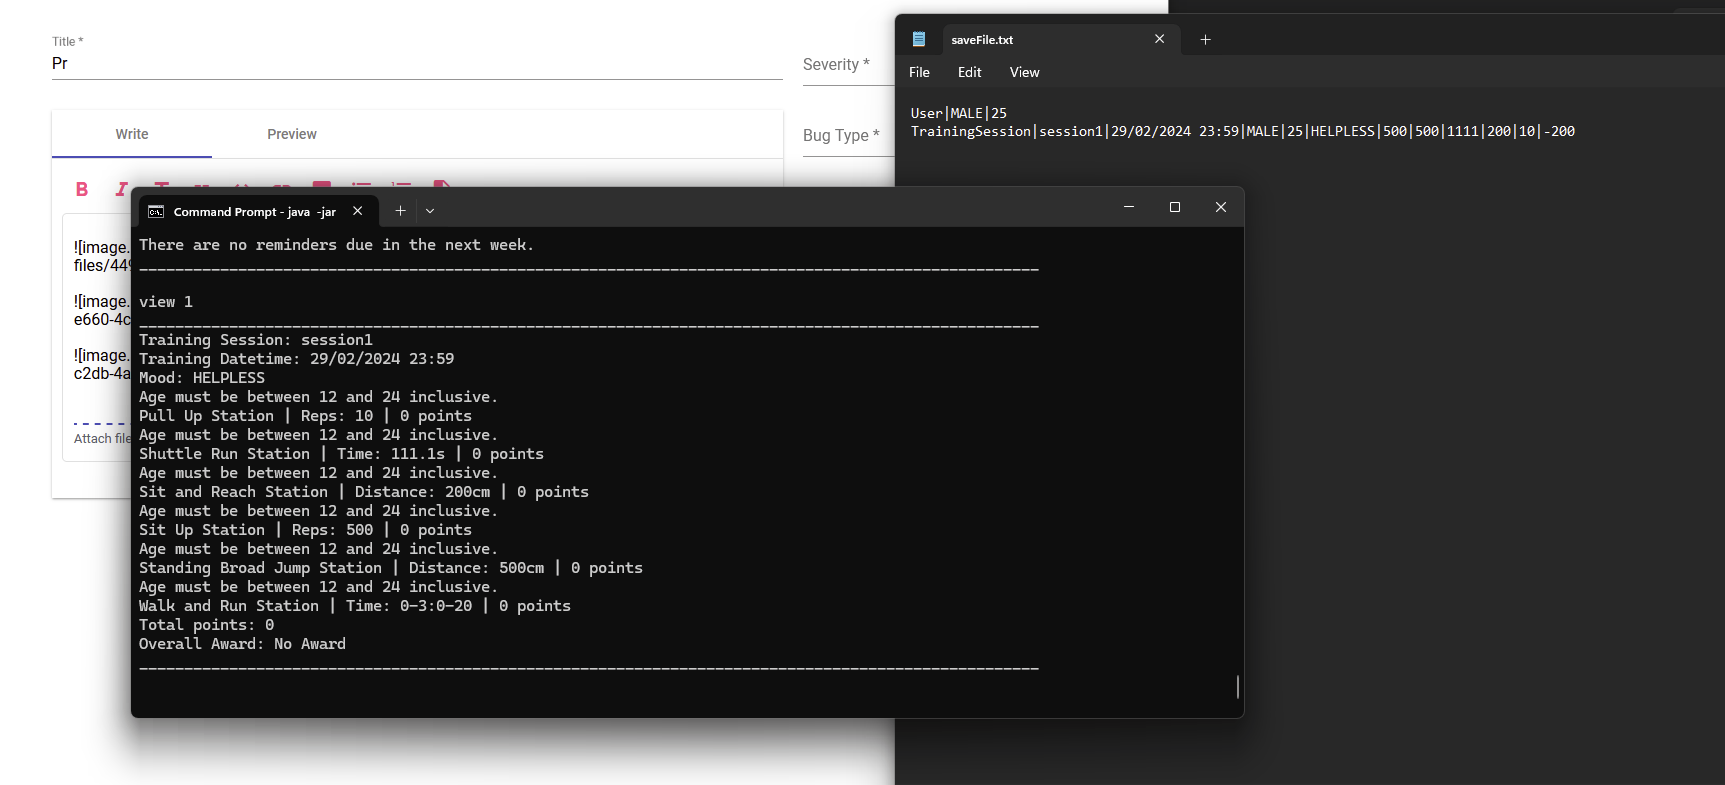 Title *
Pr
Severity *
Write
Preview
Bug Type *
B I
![image.
files/449
![image.
e660-4c
![image.
c2db-4a
Attach file
saveFile.txt
File Edit View
User|MALE|25
TrainingSession|session1|29/02/2024 23:59|MALE|25|HELPLESS|500|500|1111|200|10|-200
Command Prompt - java -jar
There are no reminders due in the next week.
view 1
Training Session: session1
Training Datetime: 29/02/2024 23:59
Mood: HELPLESS
Age must be between 12 and 24 inclusive.
Pull Up Station | Reps: 10 | 0 points
Age must be between 12 and 24 inclusive.
Shuttle Run Station | Time: 111.1s | 0 points
Age must be between 12 and 24 inclusive.
Sit and Reach Station | Distance: 200cm | 0 points
Age must be between 12 and 24 inclusive.
Sit Up Station | Reps: 500 | 0 points
Age must be between 12 and 24 inclusive.
Standing Broad Jump Station | Distance: 500cm | 0 points
Age must be between 12 and 24 inclusive.
Walk and Run Station | Time: 0-3:0-20 | 0 points
Total points: 0
Overall Award: No Award